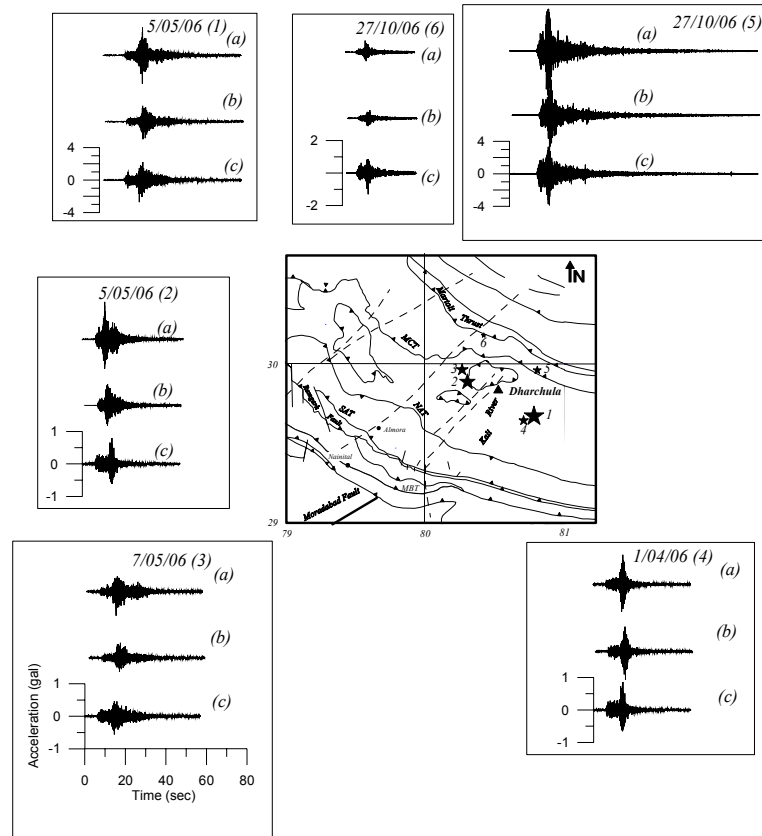 5/05/06 (1)
(a)
(b)
(c)
4
0
-4
27/10/06 (6)
(a)
(b)
(c)
2
0
-2
27/10/06 (5)
(a)
(b)
(c)
4
0
-4
5/05/06 (2)
(a)
(b)
(c)
1
0
-1
N
Martoli Thrust
MCT
6
30
3
5
2
Dharchula
SAT
NAT
River
Kali
1
4
Almora
Nainital
MBT
Moradabad Fault
29
79
80
81
7/05/06 (3)
(a)
(b)
(c)
1
0
-1
Acceleration (gal)
0
20
40
60
80
Time (sec)
1/04/06 (4)
(a)
(b)
(c)
1
0
-1